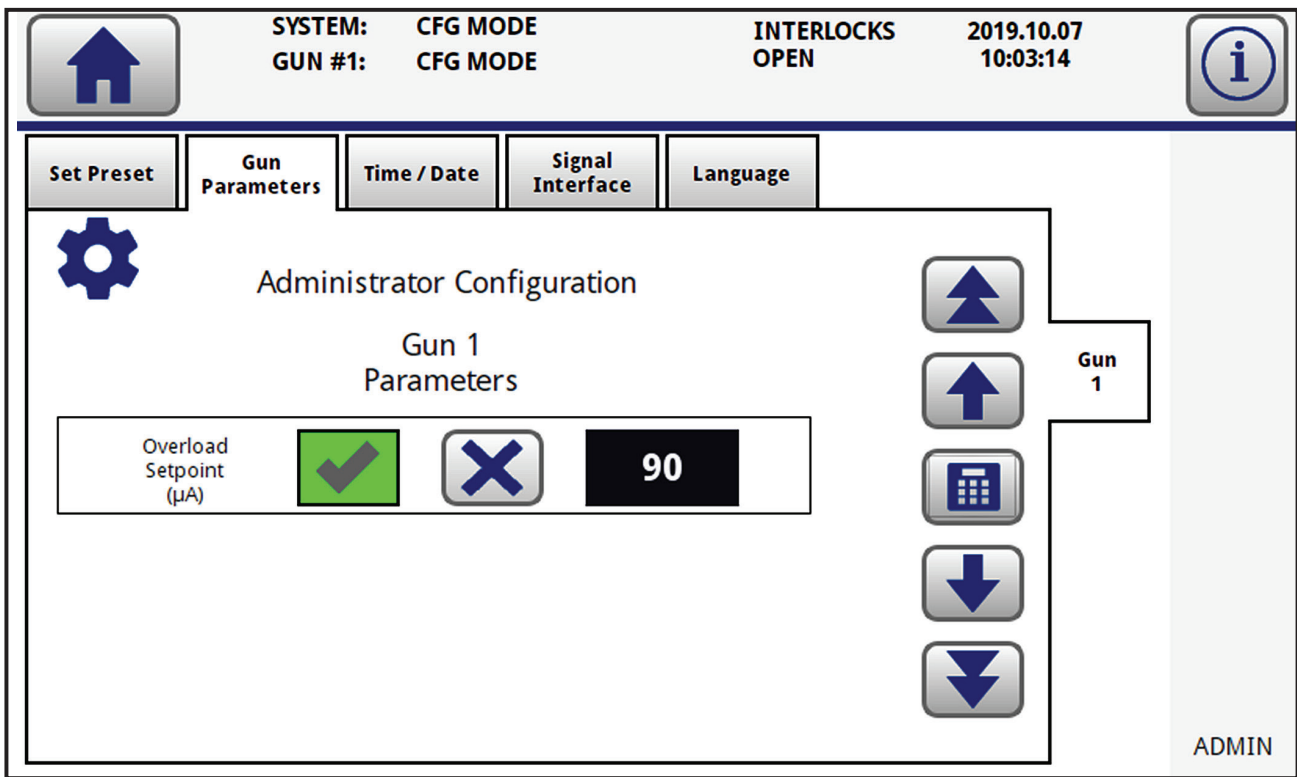 SYSTEM: CFG MODE
GUN #1: CFG MODE
INTERLOCKS
OPEN
2019.10.07
10:03:14
i
Set Preset
Gun
Parameters
Time / Date
Signal
Interface
Language
Administrator Configuration
Gun 1
Parameters
Overload
Setpoint
(µA)
90
Gun
1
ADMIN